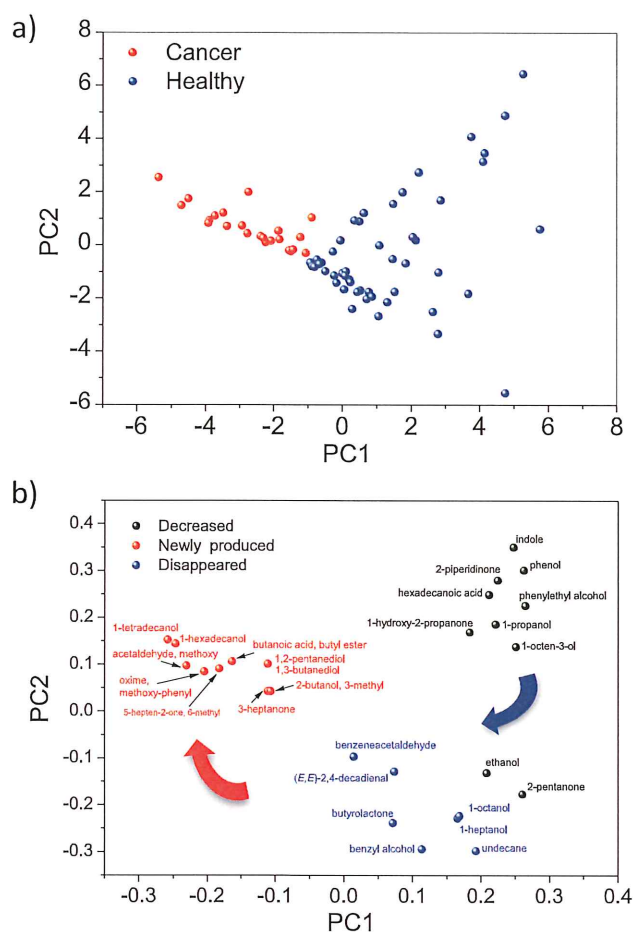 a)
Cancer
Healthy
8
6
4
2
0
-2
-4
-6
PC2
-6 -4 -2 0 2 4 6 8
PC1
b)
Decreased
Newly produced
Disappeared
0.4
0.3
0.2
0.1
0.0
-0.1
-0.2
-0.3
PC2
indole
phenol
2-piperidinone
hexadecanoic acid
phenylethyl alcohol
1-hydroxy-2-propanone
1-propanol
1-octen-3-ol
1-tetradecanol
1-hexadecanol
acetaldehyde, methoxy
butanoic acid, butyl ester
oxime,
methoxy-phenyl
1,2-pentanediol
1,3-butanediol
5-hepten-2-one, 6-methyl
2-butanol, 3-methyl
3-heptanone
benzeneacetaldehyde
(E,E)-2,4-decadienal
ethanol
2-pentanone
butyrolactone
1-octanol
1-heptanol
benzyl alcohol
undecane
-0.3 -0.2 -0.1 0.0 0.1 0.2 0.3 0.4
PC1